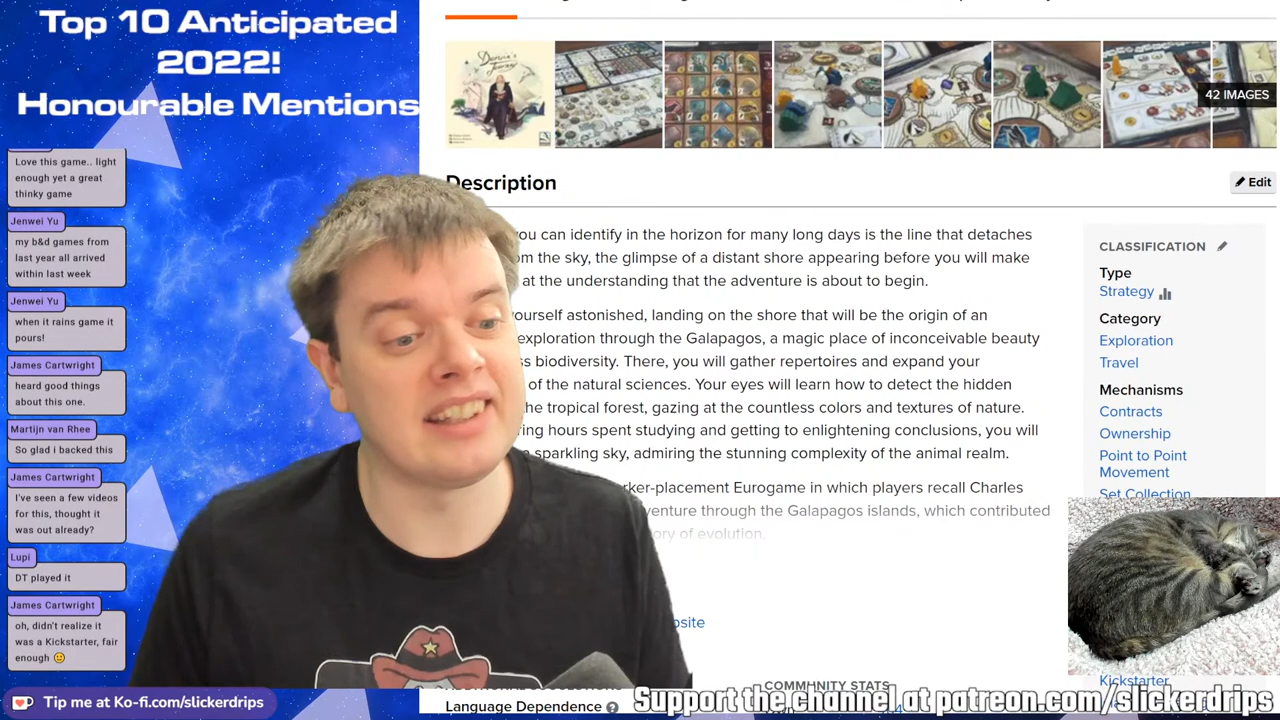 Top 10 Anticipated
2022!
Honourable Mentions
Love this game.. light
enough yet a great
thinky game
Jenwei Yu
my b&d games from
last year all arrived
within last week
Jenwei Yu
when it rains game it
pours!
James Cartwright
heard good things
about this one.
Martijn van Rhee
So glad i backed this
James Cartwright
I've seen a few videos
for this, thought it
was out already?
Lupi
DT played it
James Cartwright
oh, didn't realize it
was a Kickstarter, fair
enough 🙂
Tip me at Ko-fi.com/slickerdrips
Darwin's
Journey
42 IMAGES
Description
Edit
you can identify in the horizon for many long days is the line that detaches
the sky, the glimpse of a distant shore appearing before you will make
at the understanding that the adventure is about to begin.
yourself astonished, landing on the shore that will be the origin of an
exploration through the Galapagos, a magic place of inconceivable beauty
biodiversity. There, you will gather repertoires and expand your
of the natural sciences. Your eyes will learn how to detect the hidden
tropical forest, gazing at the countless colors and textures of nature.
hours spent studying and getting to enlightening conclusions, you will
sparkling sky, admiring the stunning complexity of the animal realm.
rker-placement Eurogame in which players recall Charles
venture through the Galapagos islands, which contributed
ory of evolution.
bsite
CLASSIFICATION
Type
Strategy
Category
Exploration
Travel
Mechanisms
Contracts
Ownership
Point to Point
Movement
Set Collection
Kickstarter
COMMUNITY STATS
Language Dependence
Support the channel at patreon.com/slickerdrips